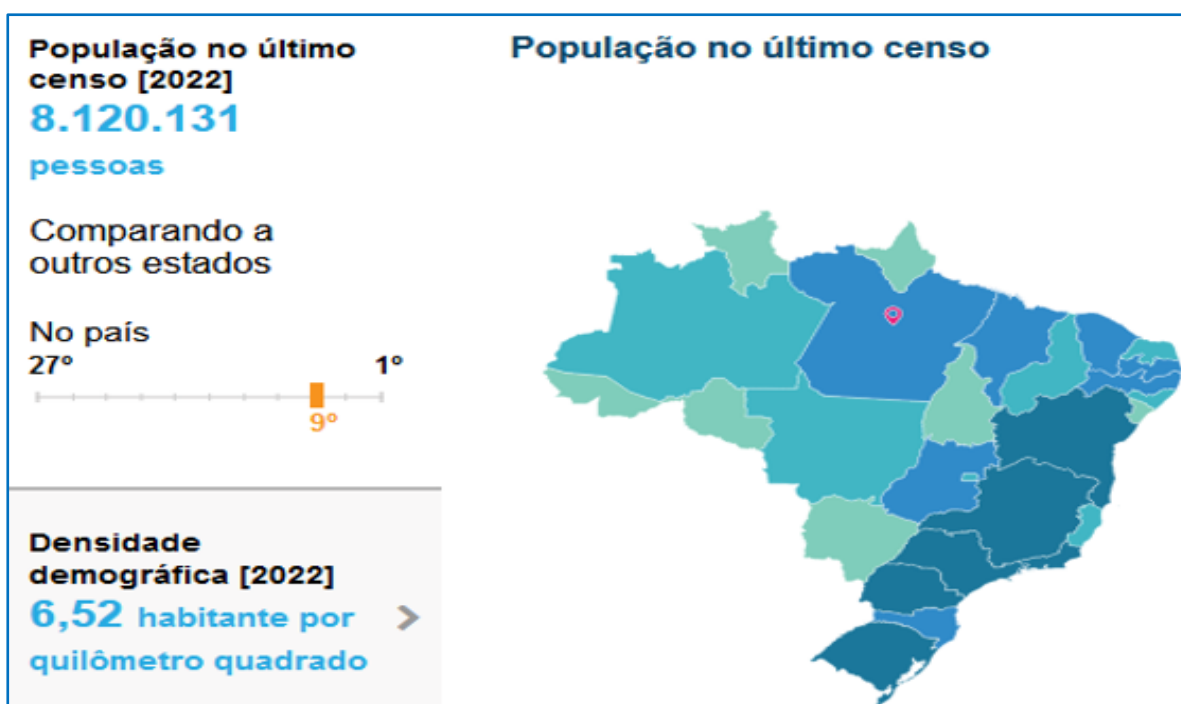 População no último
censo [2022]
8.120.131
pessoas
Comparando a
outros estados
No país
27º 1º
9º
Densidade
demográfica [2022]
6,52 habitante por
quilômetro quadrado
População no último censo